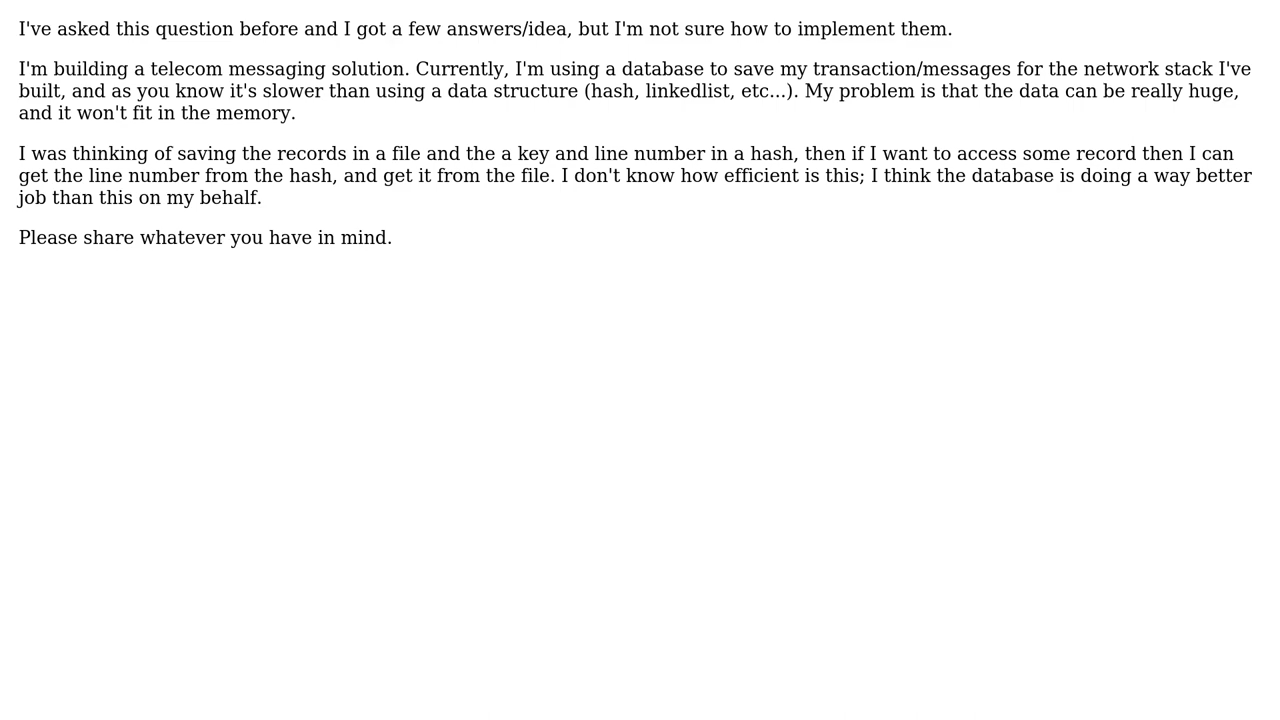 I've asked this question before and I got a few answers/idea, but I'm not sure how to implement them.
I'm building a telecom messaging solution. Currently, I'm using a database to save my transaction/messages for the network stack I've
built, and as you know it's slower than using a data structure (hash, linkedlist, etc...). My problem is that the data can be really huge,
and it won't fit in the memory.
I was thinking of saving the records in a file and the a key and line number in a hash, then if I want to access some record then I can
get the line number from the hash, and get it from the file. I don't know how efficient is this; I think the database is doing a way better
job than this on my behalf.
Please share whatever you have in mind.